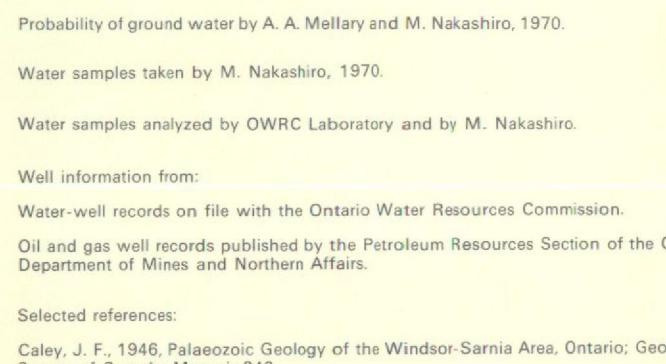 Probability of ground water by A. A. Mellary and M. Nakashiro, 1970.
Water samples taken by M. Nakashiro, 1970.
Water samples analyzed by OWRC Laboratory and by M. Nakashiro.
Well information from:
Water-well records on file with the Ontario Water Resources Commission.
Oil and gas well records published by the Petroleum Resources Section of the
Department of Mines and Northern Affairs.
Selected references:
Caley, J. F., 1946, Palaeozoic Geology of the Windsor-Sarnia Area, Ontario;